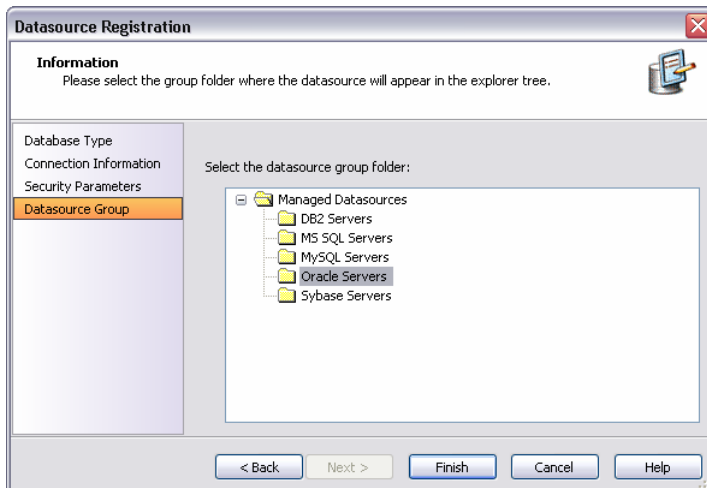 Datasource Registration
Information
Please select the group folder where the datasource will appear in the explorer tree.
Database Type
Connection Information
Security Parameters
Datasource Group
Select the datasource group folder:
Managed Datasources
DB2 Servers
MS SQL Servers
MySQL Servers
Oracle Servers
Sybase Servers
< Back
Next >
Finish
Cancel
Help